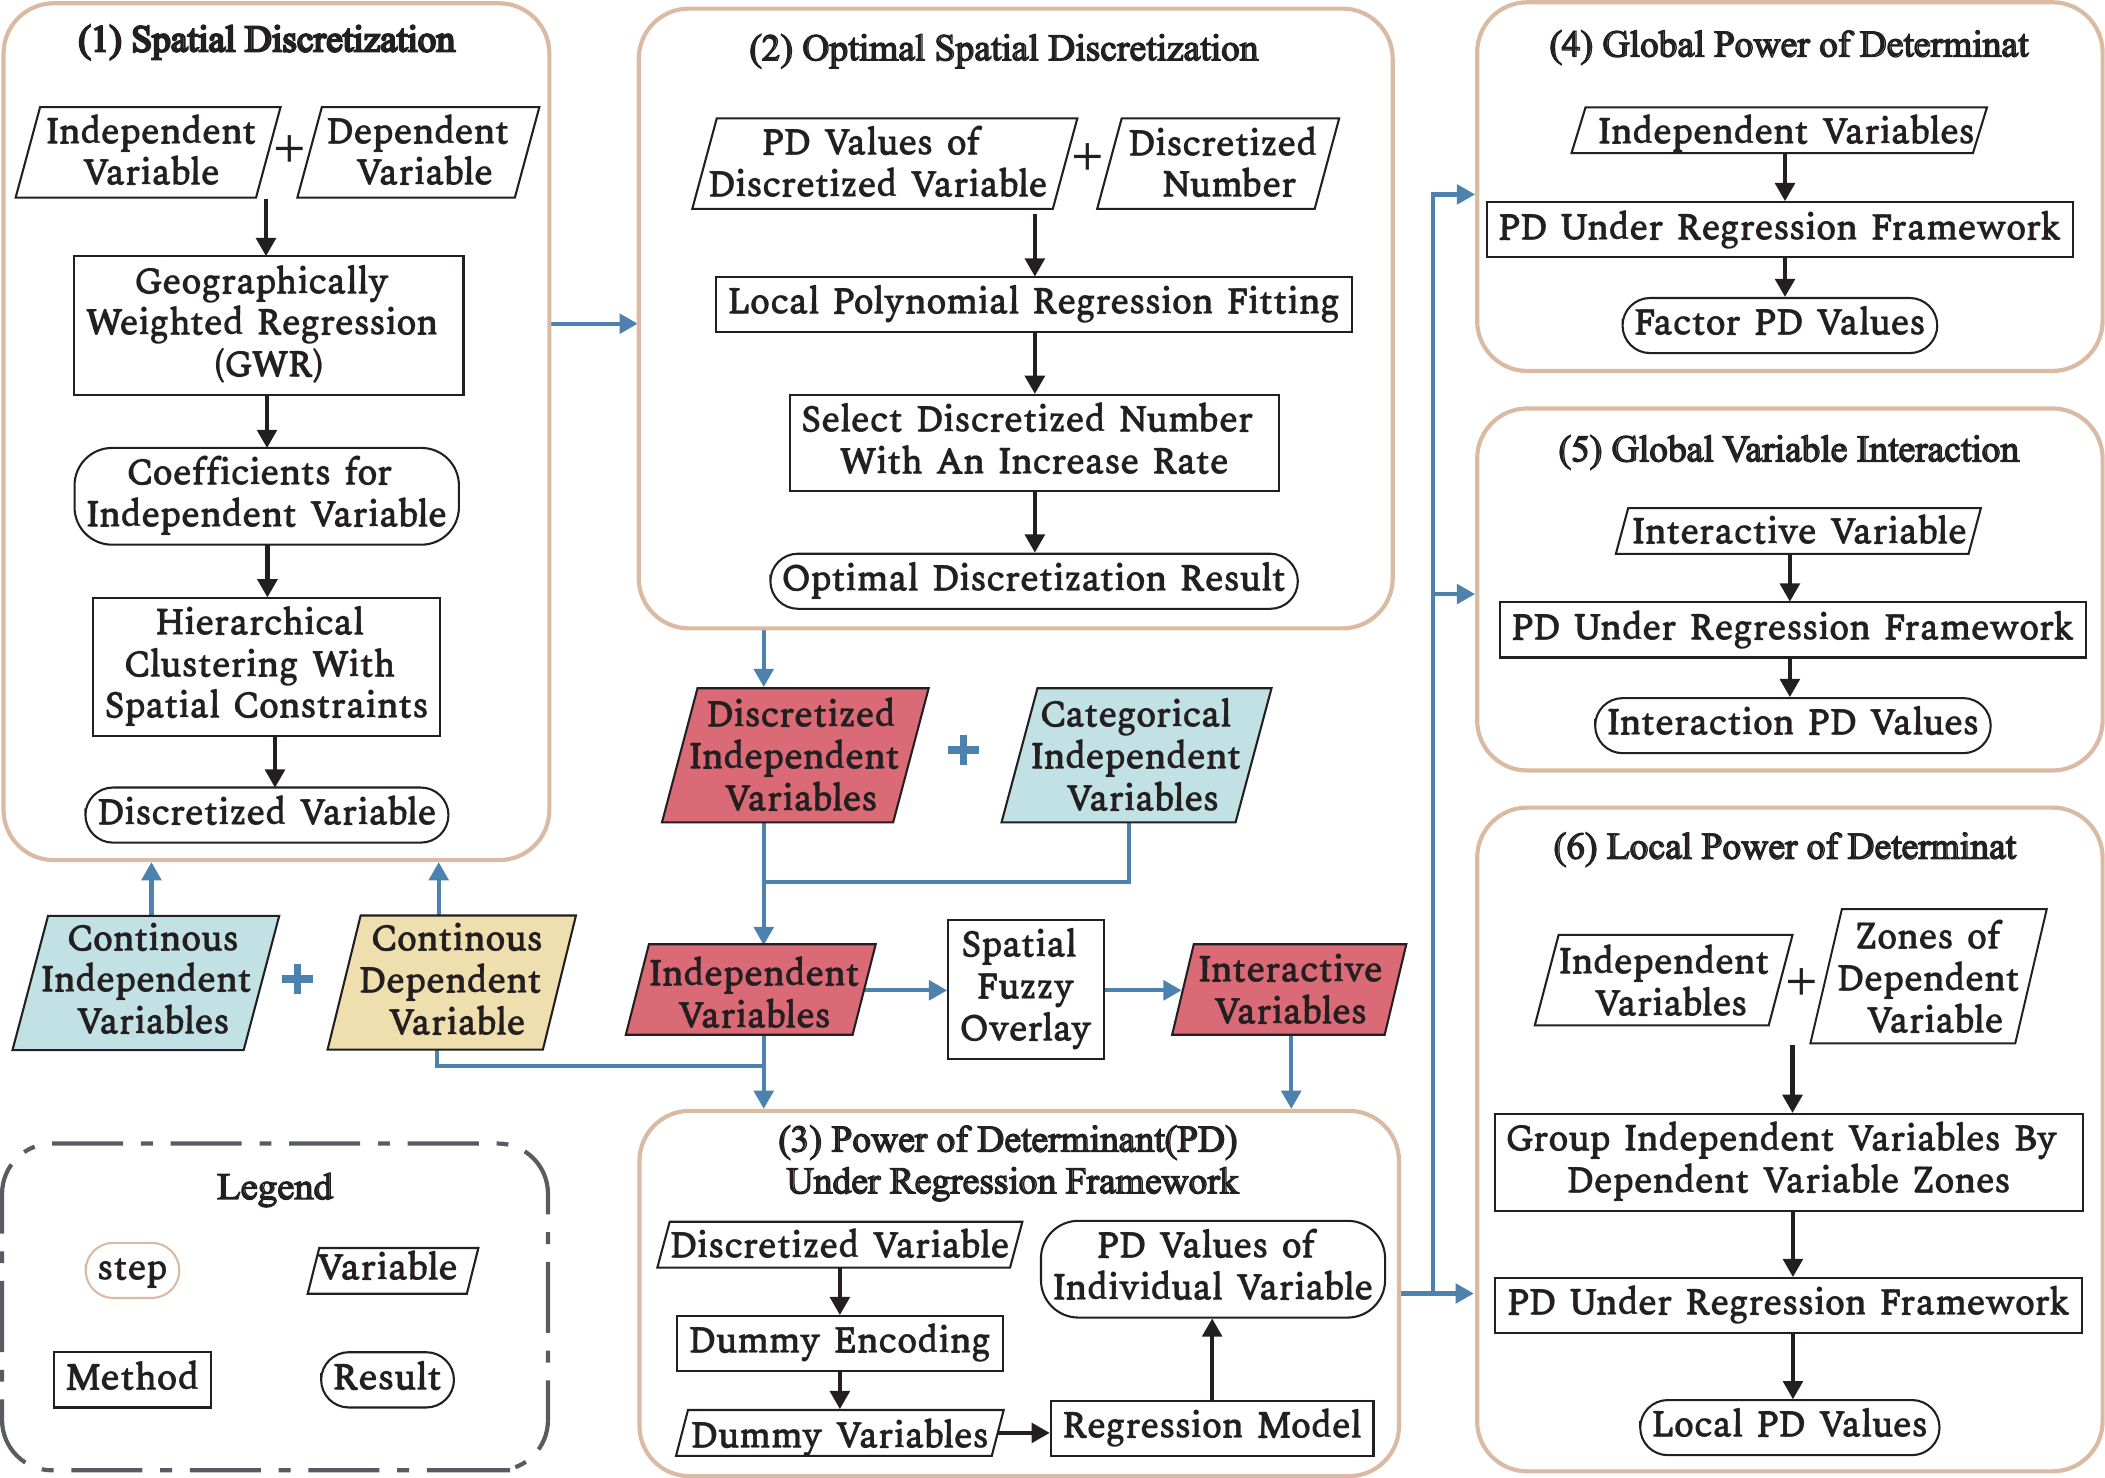 (1) Spatial Discretization
Independent
Variable
+
Dependent
Variable
Geographically
Weighted Regression
(GWR)
Coefficients for
Independent Variable
Hierarchical
Clustering With
Spatial Constraints
Discretized Variable
Continous
Independent
Variables
+
Continous
Dependent
Variable
(2) Optimal Spatial Discretization
PD Values of
Discretized Variable
+
Discretized
Number
Local Polynomial Regression Fitting
Select Discretized Number
With An Increase Rate
Optimal Discretization Result
Discretized
Independent
Variables
+
Categorical
Independent
Variables
Independent
Variables
Spatial
Fuzzy
Overlay
Interactive
Variables
(3) Power of Determinant(PD)
Under Regression Framework
Discretized Variable
Dummy Encoding
Dummy Variables
Regression Model
PD Values of
Individual Variable
(4) Global Power of Determinat
Independent Variables
PD Under Regression Framework
Factor PD Values
(5) Global Variable Interaction
Interactive Variable
PD Under Regression Framework
Interaction PD Values
(6) Local Power of Determinat
Independent
Variables
+
Zones of
Dependent
Variable
Group Independent Variables By
Dependent Variable Zones
PD Under Regression Framework
Local PD Values
Legend
step
Variable
Method
Result